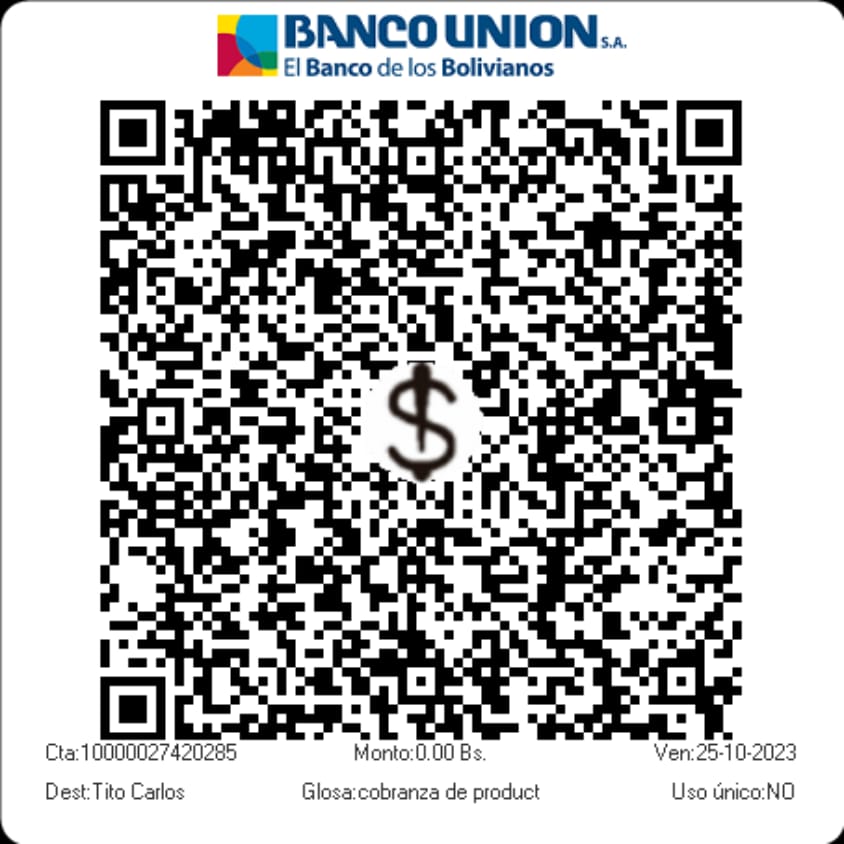 BANCO UNION S.A.
El Banco de los Bolivianos
$
Cta:10000027420285 Monto:0.00 Bs. Ven:25-10-2023
Dest:Tito Carlos Glosa:cobranza de product Uso único:NO